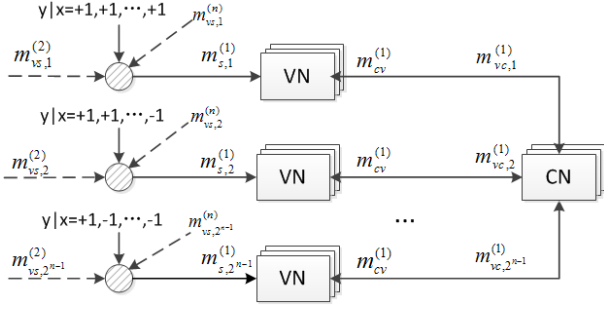 y|x=+1,+1,⋯,+1 m_{vs,1}^{(n)}
m_{vs,1}^{(2)} m_{s,1}^{(1)} VN m_{cv}^{(1)} m_{vc,1}^{(1)}
y|x=+1,+1,⋯,-1 m_{vs,2}^{(n)}
m_{vs,2}^{(2)} m_{s,2}^{(1)} VN m_{cv}^{(1)} m_{vc,2}^{(1)} CN
...
y|x=+1,-1,⋯,-1 m_{vs,2^{n-1}}^{(n)}
m_{vs,2^{n-1}}^{(2)} m_{s,2^{n-1}}^{(1)} VN m_{cv}^{(1)} m_{vc,2^{n-1}}^{(1)}